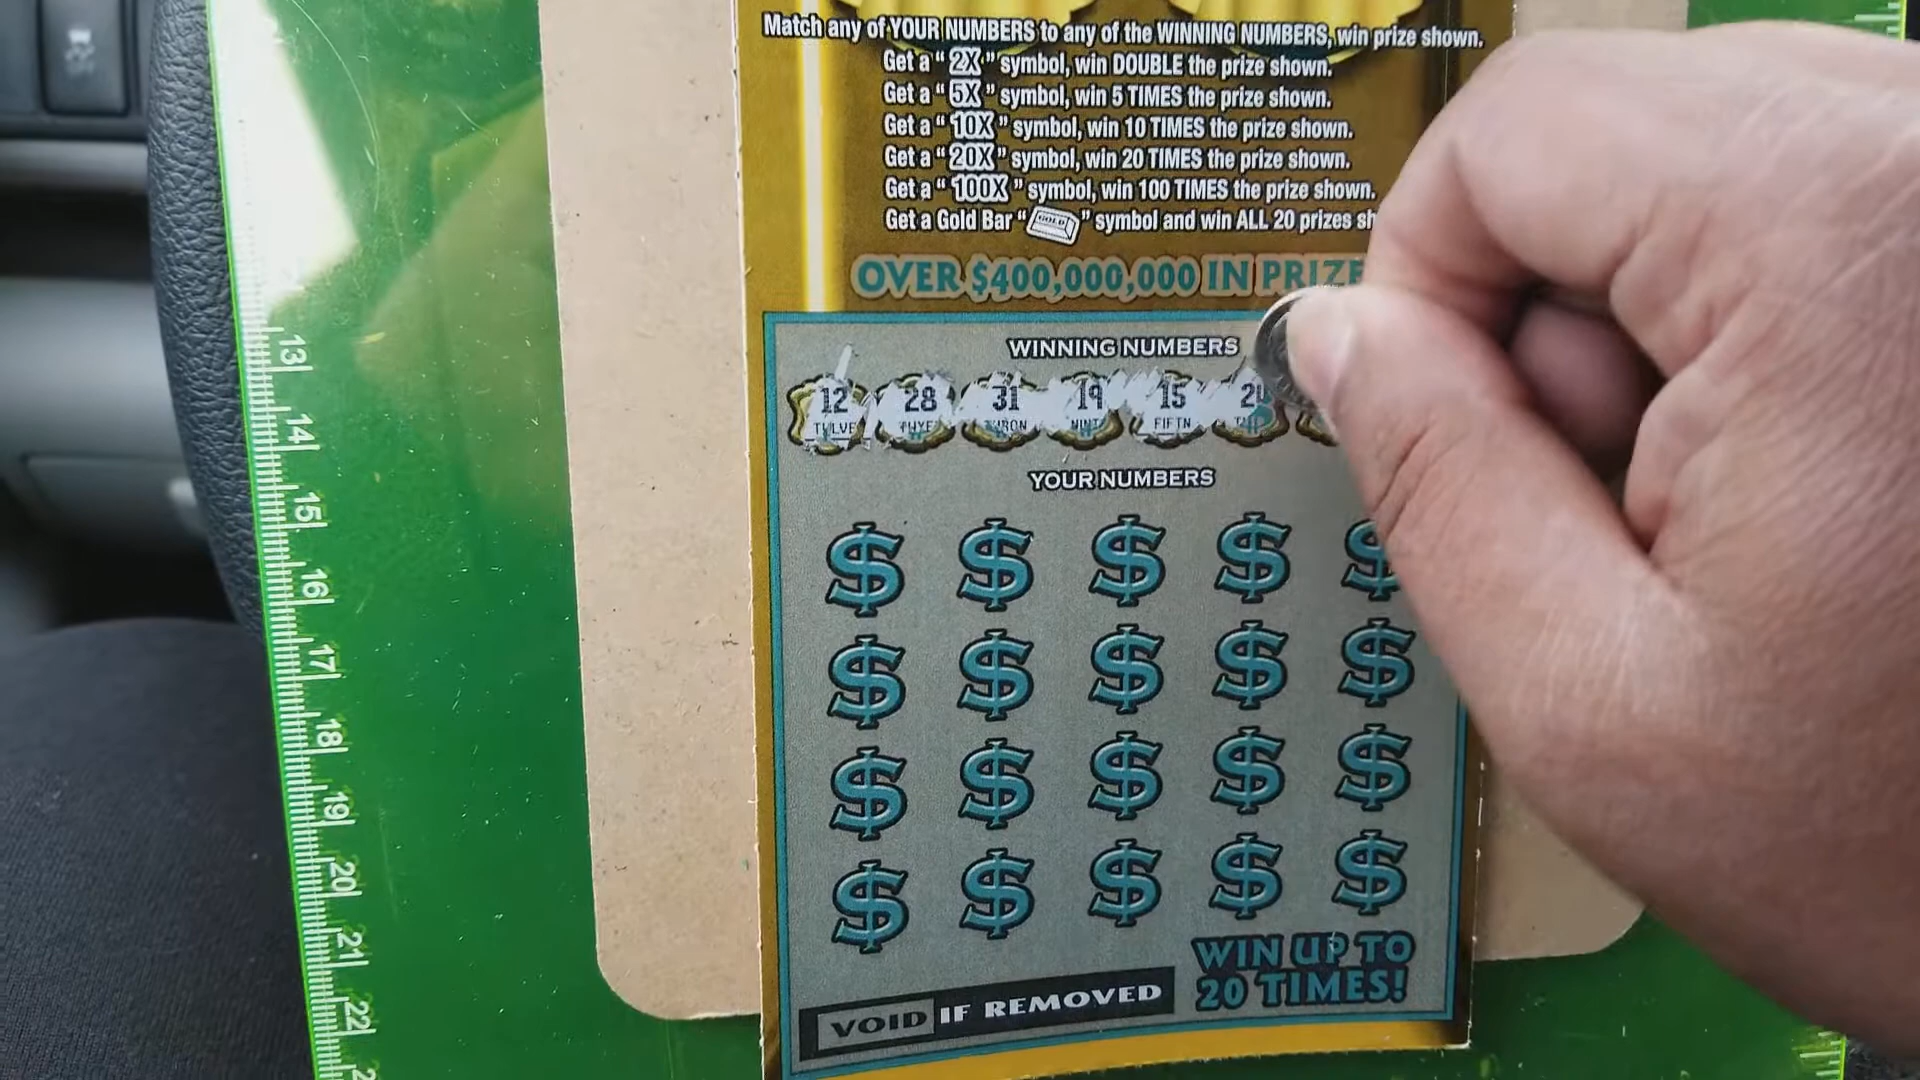 Match any of YOUR NUMBERS to any of the WINNING NUMBERS, win prize shown.
Get a "2X" symbol, win DOUBLE the prize shown.
Get a "5X" symbol, win 5 TIMES the prize shown.
Get a "10X" symbol, win 10 TIMES the prize shown.
Get a "20X" symbol, win 20 TIMES the prize shown.
Get a "100X" symbol, win 100 TIMES the prize shown.
Get a Gold Bar "GOLD" symbol and win ALL 20 prizes sh
OVER $400,000,000 IN PRIZE
WINNING NUMBERS
12 28 31 19 15
FIFTN
YOUR NUMBERS
$ $ $ $ $
$ $ $ $ $
$ $ $ $ $
$ $ $ $ $
WIN UP TO
20 TIMES!
VOID IF REMOVED
13
14
15
16
17
18
19
20
21
22